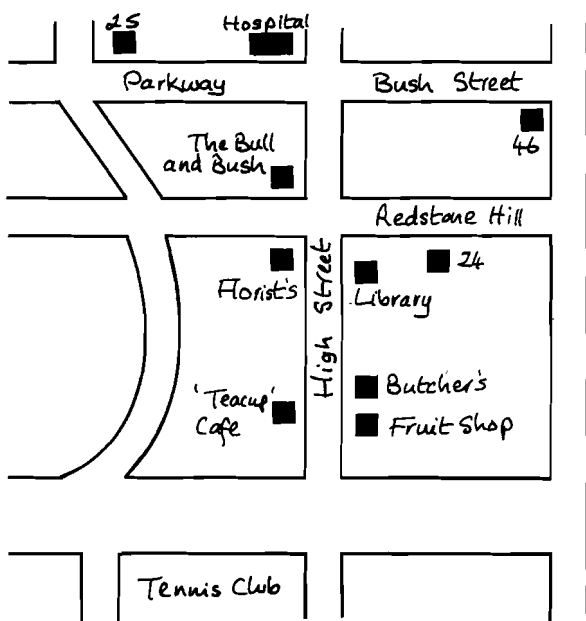 25
Hospital
Parkway
Bush Street
The Bull
and Bush
46
Redstone Hill
High Street
Florist's
24
Library
'Teacup'
Cafe
Butcher's
Fruit Shop
Tennis Club